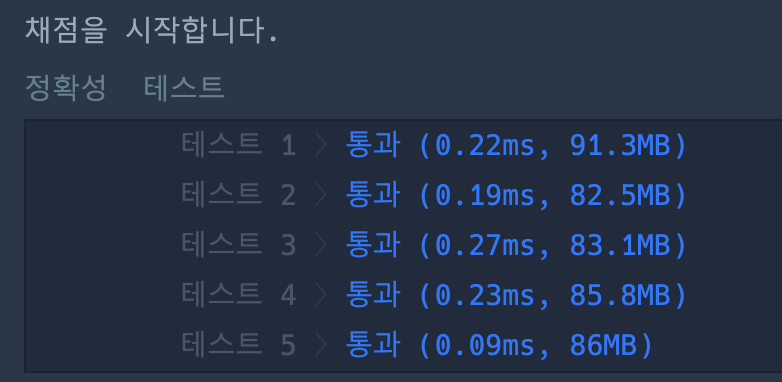 채점을 시작합니다.
정확성 테스트
테스트 1 〉 통과 (0.22ms, 91.3MB)
테스트 2 〉 통과 (0.19ms, 82.5MB)
테스트 3 〉 통과 (0.27ms, 83.1MB)
테스트 4 〉 통과 (0.23ms, 85.8MB)
테스트 5 〉 통과 (0.09ms, 86MB)